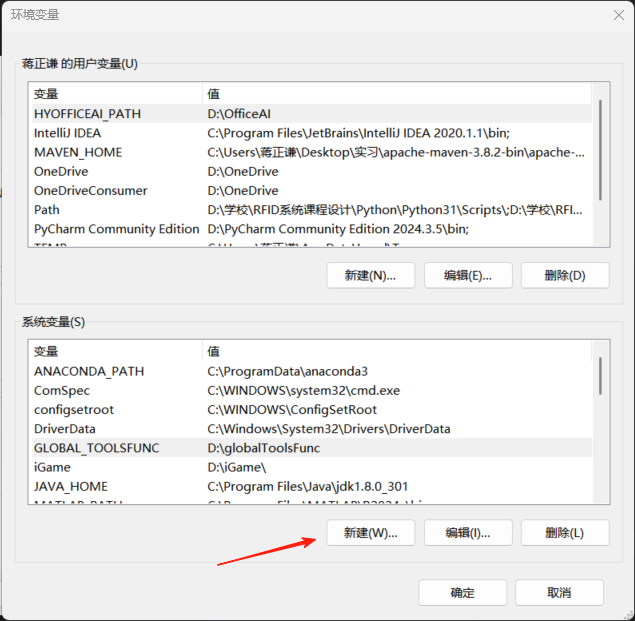 环境变量
蒋正谦 的用户变量(U)
变量 值
HYOFFICEAI_PATH D:\OfficeAI
IntelliJ IDEA C:\Program Files\JetBrains\IntelliJ IDEA 2020.1.1\bin;
MAVEN_HOME C:\Users\蒋正谦\Desktop\实习\apache-maven-3.8.2-bin\apache-...
OneDrive D:\OneDrive
OneDriveConsumer D:\OneDrive
Path D:\学校\RFID系统课程设计\Python\Python31\Scripts\;D:\学校\RFI...
PyCharm Community Edition D:\PyCharm Community Edition 2024.3.5\bin;
新建(N)... 编辑(E)... 删除(D)
系统变量(S)
变量 值
ANACONDA_PATH C:\ProgramData\anaconda3
ComSpec C:\WINDOWS\system32\cmd.exe
configsetroot C:\WINDOWS\ConfigSetRoot
DriverData C:\Windows\System32\Drivers\DriverData
GLOBAL_TOOLSFUNC D:\globalToolsFunc
iGame D:\iGame\
JAVA_HOME C:\Program Files\Java\jdk1.8.0_301
新建(W)... 编辑(I)... 删除(L)
确定 取消